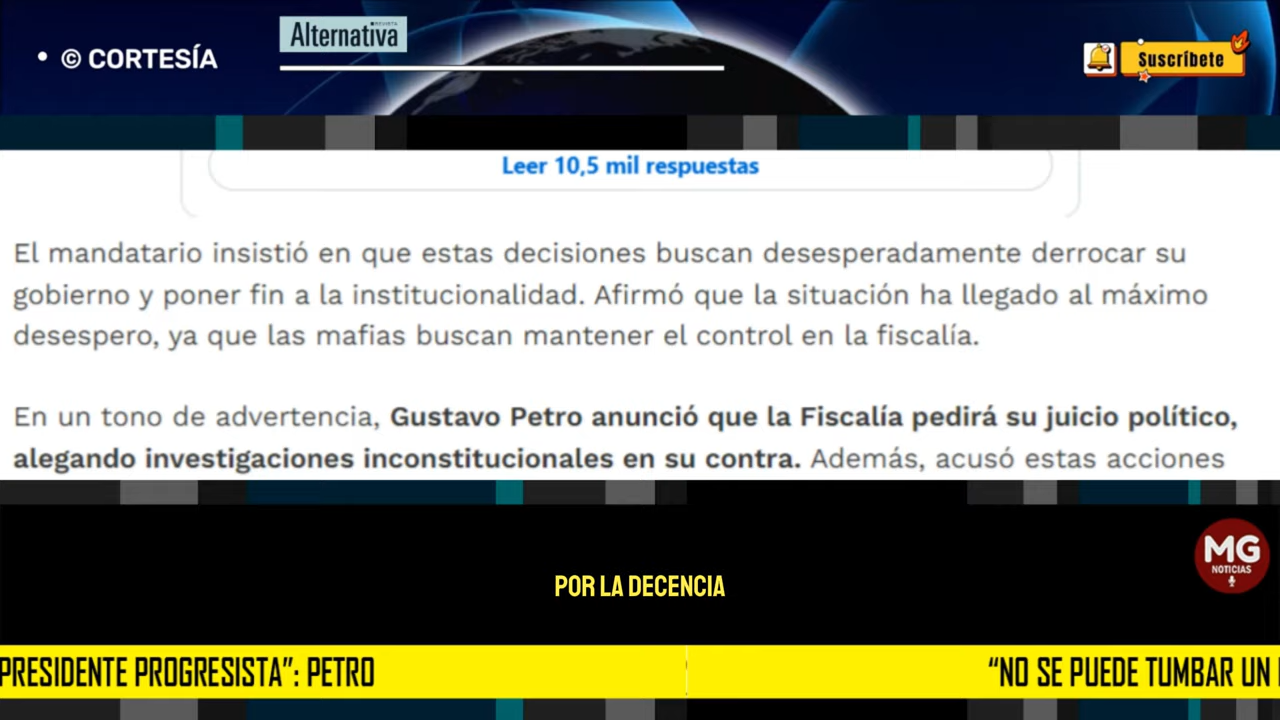 • © CORTESÍA
REVISTA
Alternativa
Suscríbete
Leer 10,5 mil respuestas
El mandatario insistió en que estas decisiones buscan desesperadamente derrocar su
gobierno y poner fin a la institucionalidad. Afirmó que la situación ha llegado al máximo
desespero, ya que las mafias buscan mantener el control en la fiscalía.
En un tono de advertencia, Gustavo Petro anunció que la Fiscalía pedirá su juicio político,
alegando investigaciones inconstitucionales en su contra. Además, acusó estas acciones
MG
NOTICIAS
POR LA DECENCIA
PRESIDENTE PROGRESISTA”: PETRO
“NO SE PUEDE TUMBAR UN